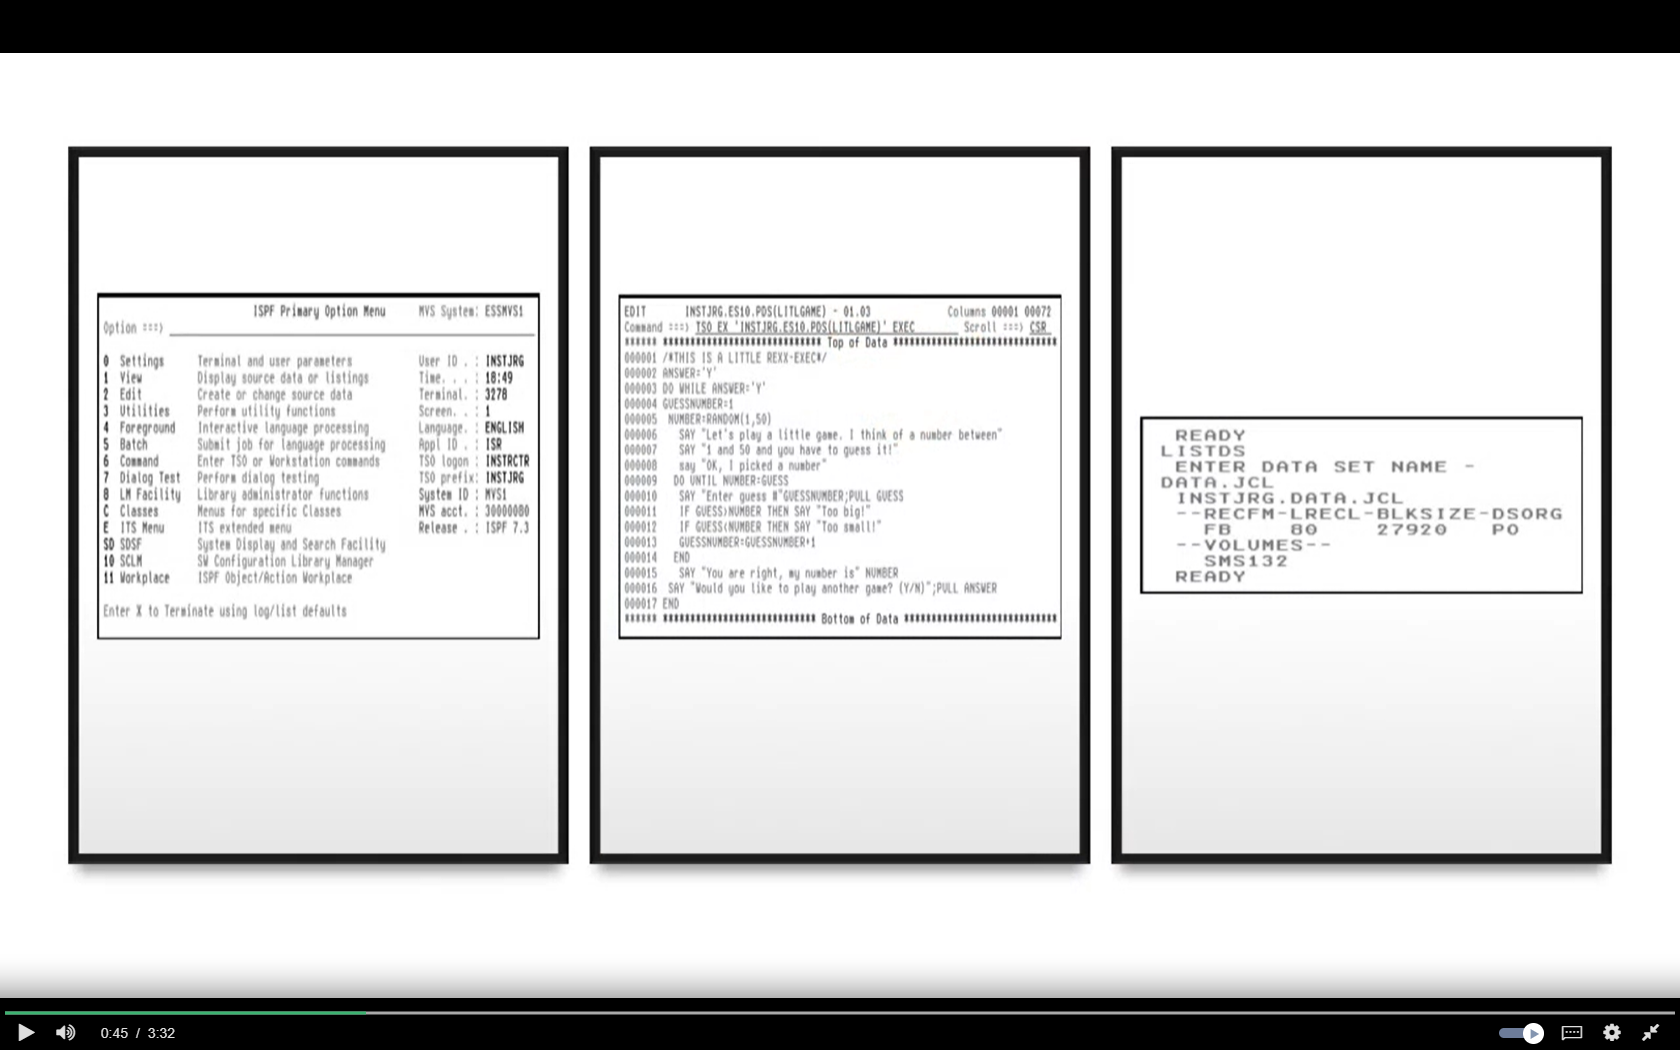 ISPF Primary Option Menu MVS System: ESSMVS1
Option ===>
0 Settings Terminal and user parameters User ID . : INSTJRG
1 View Display source data or listings Time. . . : 18:49
2 Edit Create or change source data Terminal. : 3278
3 Utilities Perform utility functions Screen. . : 1
4 Foreground Interactive language processing Language. : ENGLISH
5 Batch Submit job for language processing Appl ID . : ISR
6 Command Enter TSO or Workstation commands TSO logon : INSTRCTR
7 Dialog Test Perform dialog testing TSO prefix: INSTJRG
8 LM Facility Library administrator functions System ID : MVS1
C Classes Menus for specific Classes MVS acct. : 30000080
E ITS Menu ITS extended menu Release . : ISPF 7.3
SD SDSF System Display and Search Facility
10 SCLM SW Configuration Library Manager
11 Workplace ISPF Object/Action Workplace
Enter X to Terminate using log/list defaults
EDIT INSTJRG.ES10.PDS(LITLGAME) - 01.03 Columns 00001 00072
Command ===> TSO EX 'INSTJRG.ES10.PDS(LITLGAME)' EXEC Scroll ===> CSR
****** **************************** Top of Data *****************************
000001 /*THIS IS A LITTLE REXX-EXEC*/
000002 ANSWER='Y'
000003 DO WHILE ANSWER='Y'
000004 GUESSNUMBER=1
000005 NUMBER=RANDOM(1,50)
000006 SAY "Let's play a little game. I think of a number between"
000007 SAY "1 and 50 and you have to guess it!"
000008 say "OK, I picked a number"
000009 DO UNTIL NUMBER=GUESS
000010 SAY "Enter guess #"GUESSNUMBER;PULL GUESS
000011 IF GUESS>NUMBER THEN SAY "Too big!"
000012 IF GUESS<NUMBER THEN SAY "Too small!"
000013 GUESSNUMBER=GUESSNUMBER+1
000014 END
000015 SAY "You are right, my number is" NUMBER
000016 SAY "Would you like to play another game? (Y/N)";PULL ANSWER
000017 END
****** *************************** Bottom of Data ***************************
READY
LISTDS
ENTER DATA SET NAME -
DATA.JCL
INSTJRG.DATA.JCL
--RECFM-LRECL-BLKSIZE-DSORG
FB 80 27920 PO
--VOLUMES--
SMS132
READY
0:45 / 3:32